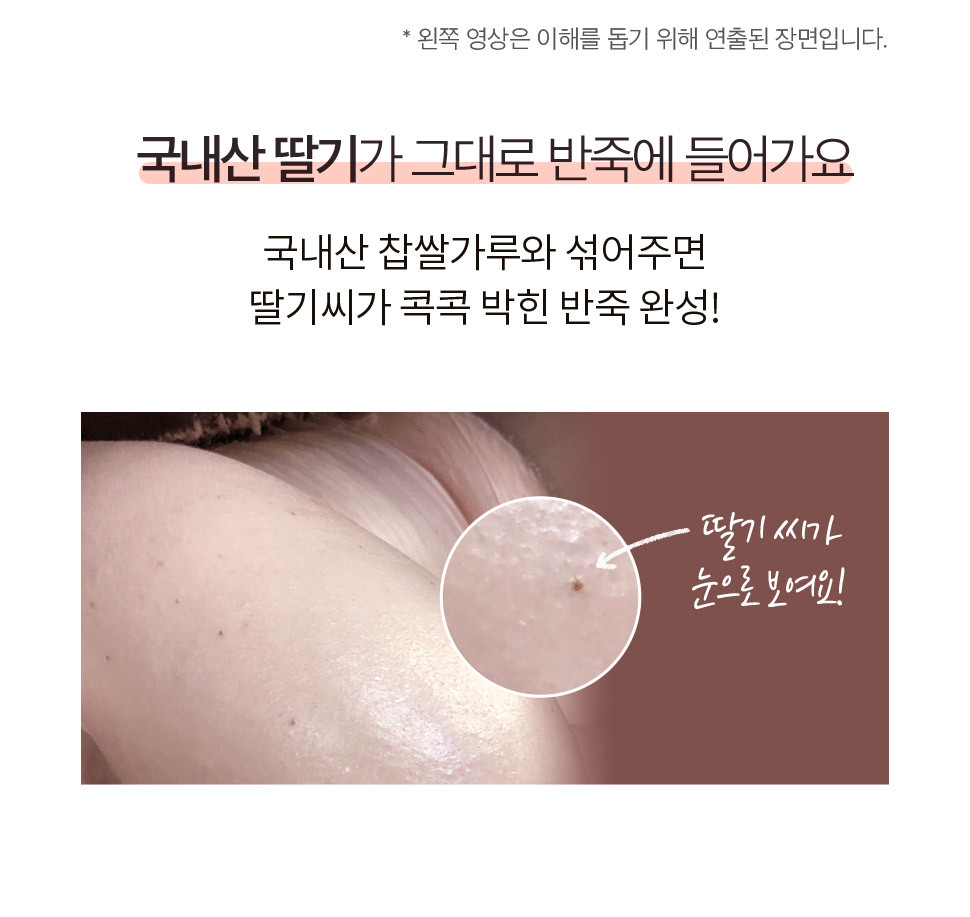 * 왼쪽 영상은 이해를 돕기 위해 연출된 장면입니다.
국내산 딸기가 그대로 반죽에 들어가요
국내산 찹쌀가루와 섞어주면
딸기씨가 콕콕 박힌 반죽 완성!
딸기 씨가
눈으로 보여요!